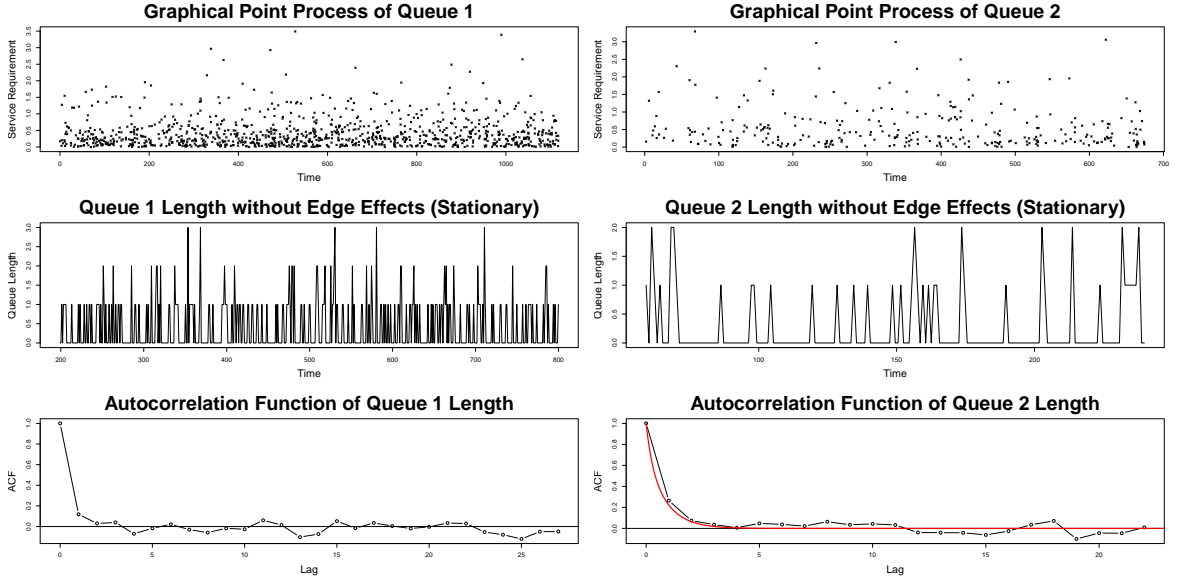 Graphical Point Process of Queue 1
Service Requirement
0.0 0.5 1.0 1.5 2.0 2.5 3.0 3.5
0 200 400 600 800 1000
Time
Graphical Point Process of Queue 2
Service Requirement
0.0 0.5 1.0 1.5 2.0 2.5 3.0
0 100 200 300 400 500 600 700
Time
Queue 1 Length without Edge Effects (Stationary)
Queue Length
0.0 0.5 1.0 1.5 2.0 2.5 3.0
200 300 400 500 600 700 800
Time
Queue 2 Length without Edge Effects (Stationary)
Queue Length
0.0 0.5 1.0 1.5 2.0
100 150 200
Time
Autocorrelation Function of Queue 1 Length
ACF
0.0 0.2 0.4 0.6 0.8 1.0
0 5 10 15 20 25
Lag
Autocorrelation Function of Queue 2 Length
ACF
0.0 0.2 0.4 0.6 0.8 1.0
0 5 10 15 20
Lag